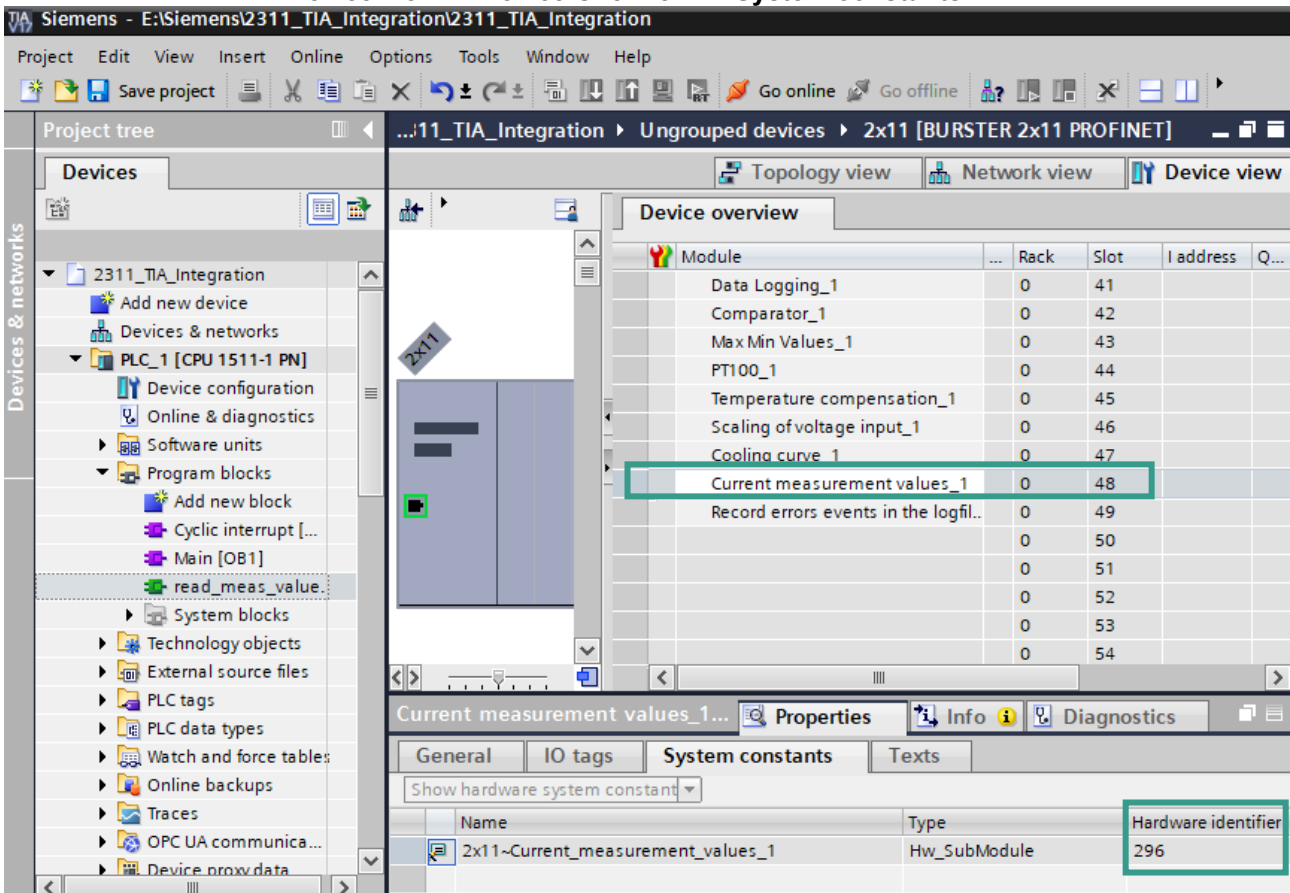 Siemens - E:\Siemens\2311_TIA_Integration\2311_TIA_Integration
Project Edit View Insert Online Options Tools Window Help
Save project Go online Go offline
Project tree
...11_TIA_Integration Ungrouped devices 2x11 [BURSTER 2x11 PROFINET]
Devices
Topology view Network view Device view
Device overview
Devices & networks
Module ... Rack Slot I address Q...
Data Logging_1 0 41
Comparator_1 0 42
Max Min Values_1 0 43
PT100_1 0 44
Temperature compensation_1 0 45
Scaling of voltage input_1 0 46
Cooling curve_1 0 47
Current measurement values_1 0 48
Record errors events in the logfil.. 0 49
0 50
0 51
0 52
0 53
0 54
2x11
2311_TIA_Integration
Add new device
Devices & networks
PLC_1 [CPU 1511-1 PN]
Device configuration
Online & diagnostics
Software units
Program blocks
Add new block
Cyclic interrupt [...
Main [OB1]
read_meas_value.
System blocks
Technology objects
External source files
PLC tags
PLC data types
Watch and force tables
Online backups
Traces
OPC UA communica...
Device proxy data
Current measurement values_1... Properties Info Diagnostics
General IO tags System constants Texts
Show hardware system constant
Name Type Hardware identifier
2x11~Current_measurement_values_1 Hw_SubModule 296